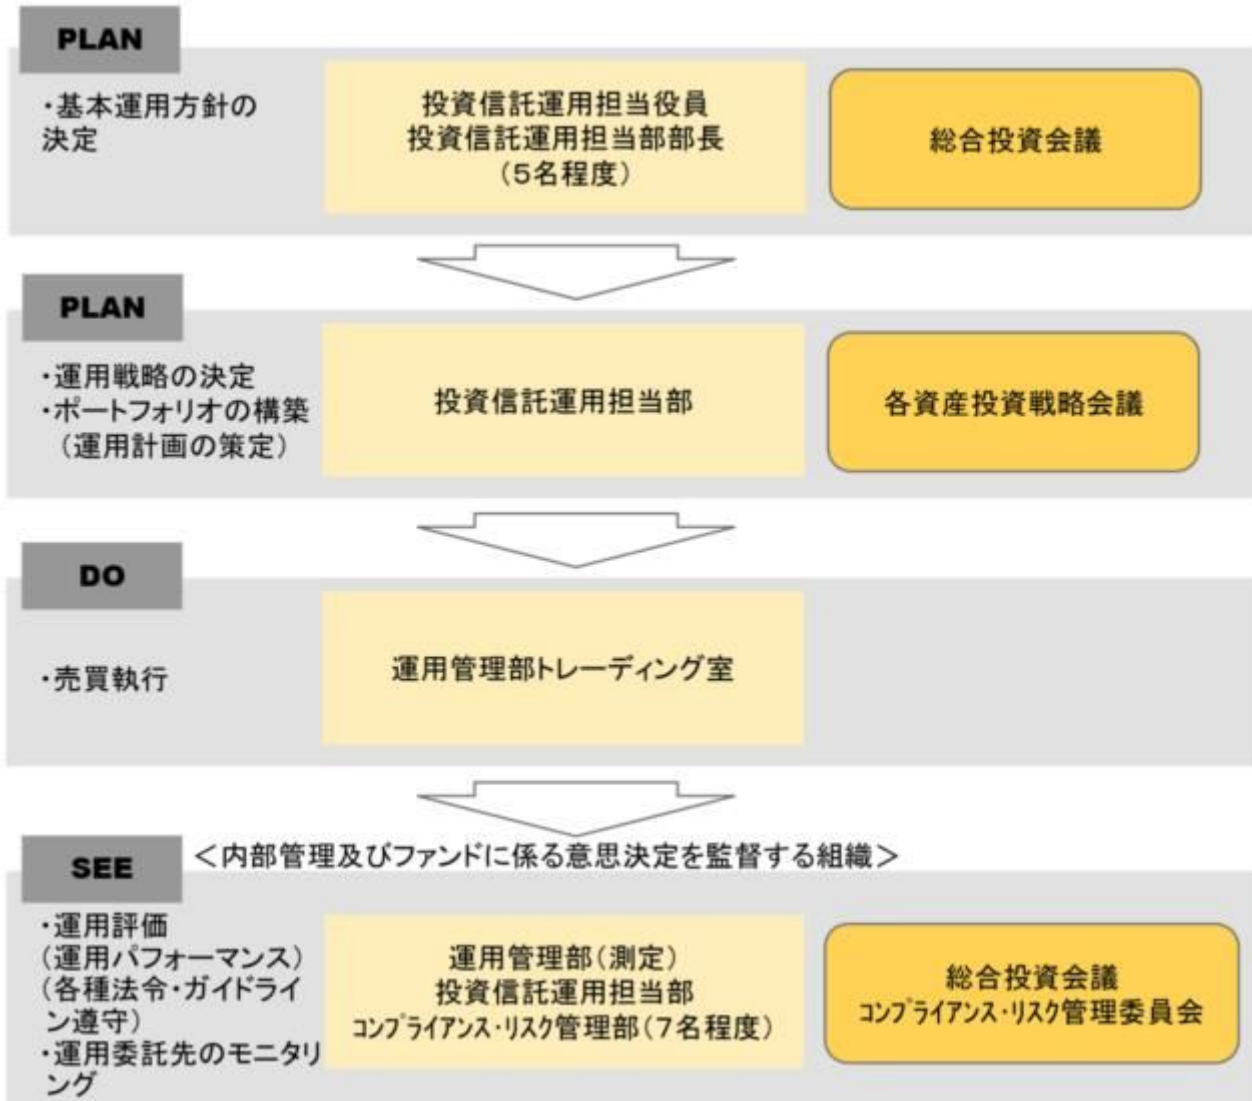 PLAN
・基本運用方針の
決定
投資信託運用担当役員
投資信託運用担当部部長
（５名程度）
総合投資会議
PLAN
・運用戦略の決定
・ポートフォリオの構築
（運用計画の策定）
投資信託運用担当部
各資産投資戦略会議
DO
・売買執行
運用管理部トレーディング室
SEE
＜内部管理及びファンドに係る意思決定を監督する組織＞
・運用評価
（運用パフォーマンス）
（各種法令・ガイドライ
ン遵守）
・運用委託先のモニタリ
ング
運用管理部（測定）
投資信託運用担当部
ｺﾝﾌﾟﾗｲｱﾝｽ・ﾘｽｸ管理部（７名程度）
総合投資会議
ｺﾝﾌﾟﾗｲｱﾝｽ・ﾘｽｸ管理委員会